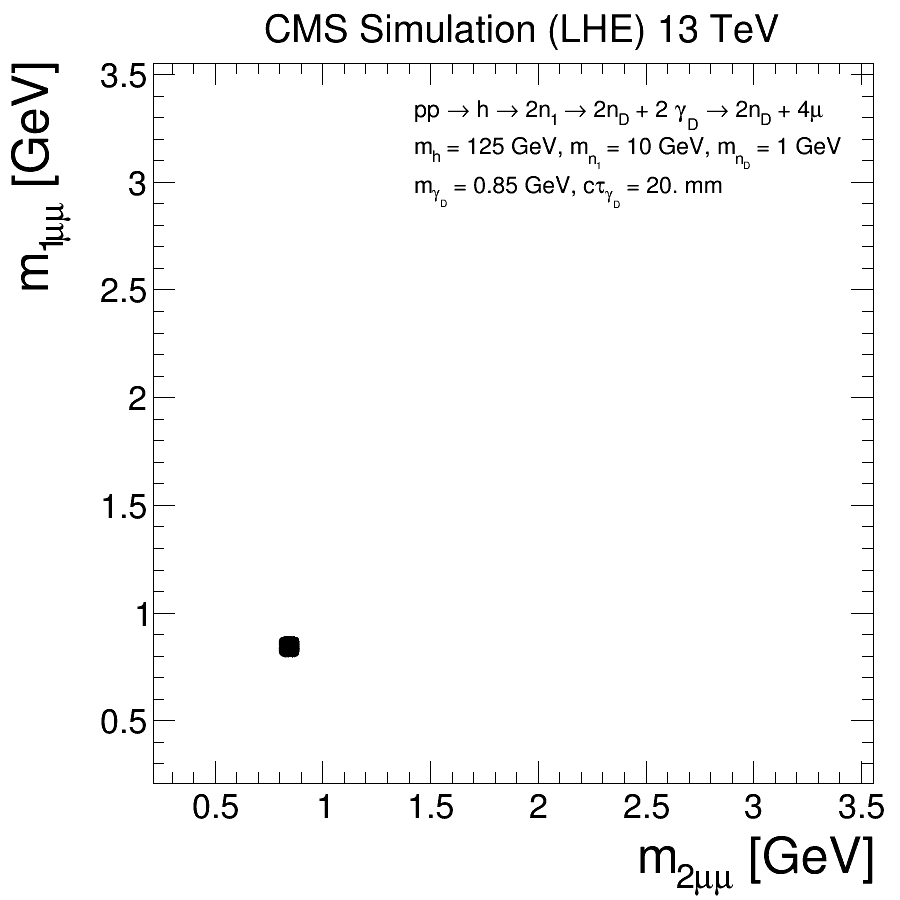 CMS Simulation (LHE) 13 TeV
m1μμ [GeV]
3.5
3
2.5
2
1.5
1
0.5
pp → h → 2n1 → 2nD + 2 γD → 2nD + 4μ
mh = 125 GeV, mn1 = 10 GeV, mnD = 1 GeV
mγD = 0.85 GeV, cτγD = 20. mm
0.5 1 1.5 2 2.5 3 3.5
m2μμ [GeV]